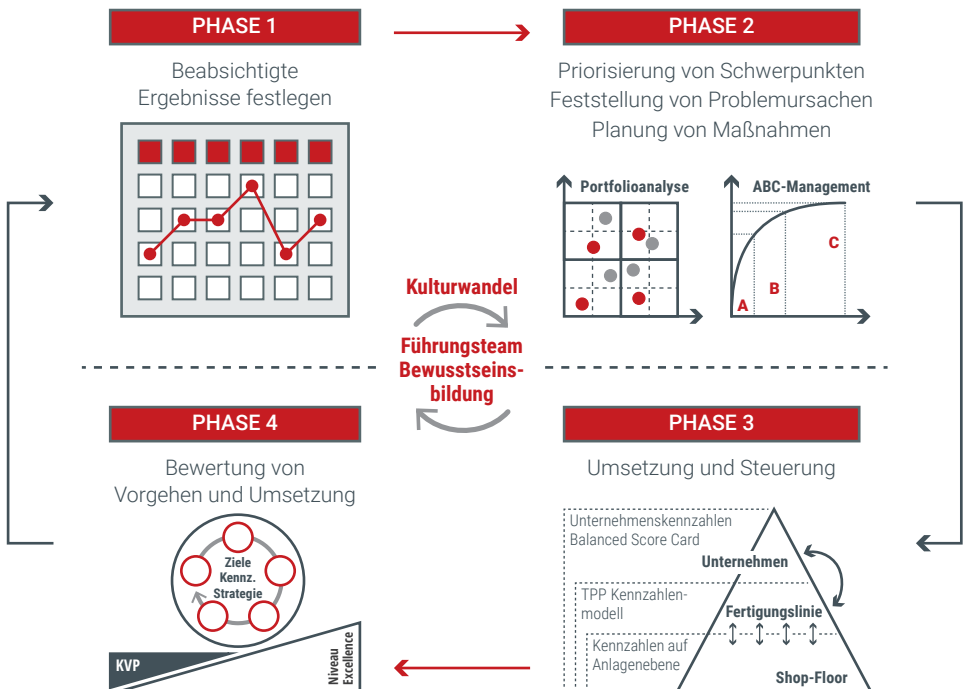 PHASE 1
Beabsichtigte
Ergebnisse festlegen
PHASE 2
Priorisierung von Schwerpunkten
Feststellung von Problemursachen
Planung von Maßnahmen
Portfolioanalyse
ABC-Management
A
B
C
Kulturwandel
Führungsteam
Bewusstseins-
bildung
PHASE 4
Bewertung von
Vorgehen und Umsetzung
Ziele
Kennz.
Strategie
KVP
Niveau
Excellence
PHASE 3
Umsetzung und Steuerung
Unternehmenskennzahlen
Balanced Score Card
Unternehmen
TPP Kennzahlen-
modell
Fertigungslinie
Kennzahlen auf
Anlagenebene
Shop-Floor